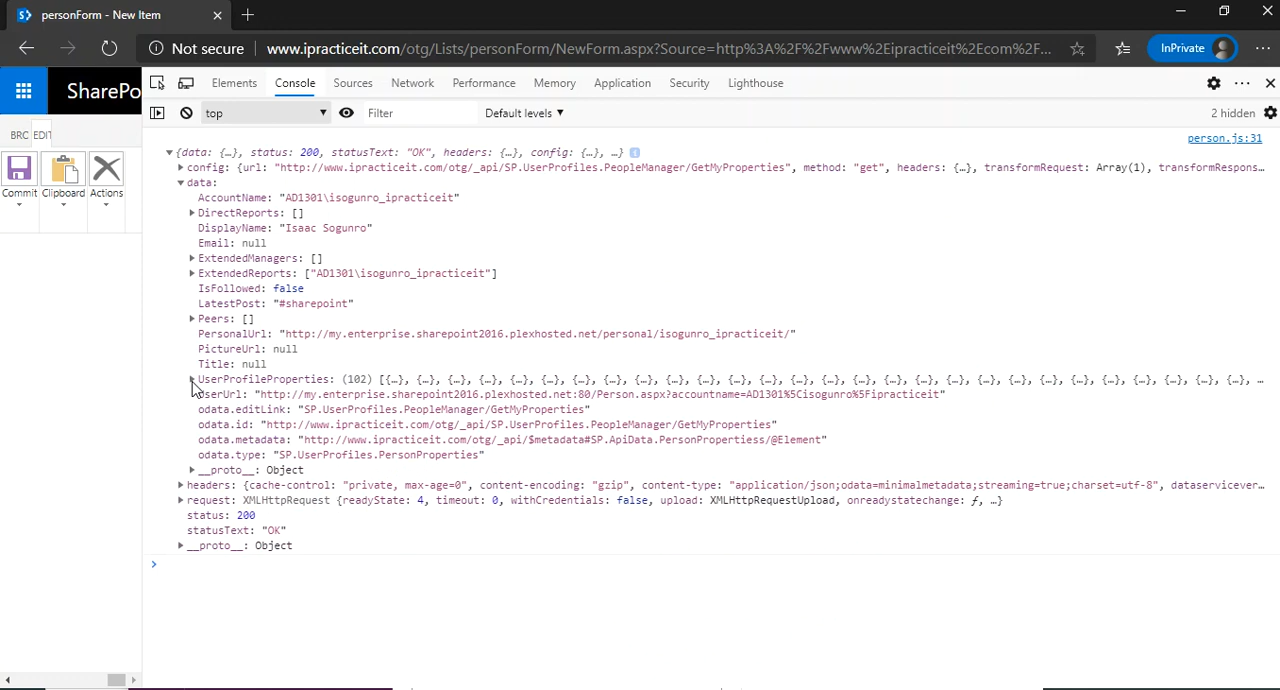 personForm - New Item
Not secure www.ipracticeit.com/otg/Lists/personForm/NewForm.aspx?Source=http%3A%2F%2Fwww%2Eipracticeit%2Ecom%2F... InPrivate
SharePo Elements Console Sources Network Performance Memory Application Security Lighthouse
top Filter Default levels 2 hidden
BRC EDIT
person.js:31
Commit Clipboard Actions
{data: {…}, status: 200, statusText: "OK", headers: {…}, config: {…}, …}
config: {url: "http://www.ipracticeit.com/otg/_api/SP.UserProfiles.PeopleManager/GetMyProperties", method: "get", headers: {…}, transformRequest: Array(1), transformRespons…
data:
AccountName: "AD1301\isogunro_ipracticeit"
DirectReports: []
DisplayName: "Isaac Sogunro"
Email: null
ExtendedManagers: []
ExtendedReports: ["AD1301\isogunro_ipracticeit"]
IsFollowed: false
LatestPost: "#sharepoint"
Peers: []
PersonalUrl: "http://my.enterprise.sharepoint2016.plexhosted.net/personal/isogunro_ipracticeit/"
PictureUrl: null
Title: null
UserProfileProperties: (102) [{…}, {…}, {…}, {…}, {…}, {…}, {…}, {…}, {…}, {…}, {…}, {…}, {…}, {…}, {…}, {…}, {…}, {…}, {…}, {…}, {…}, {…}, {…}, {…}, {…}, {…}, {…}, {…}, …
UserUrl: "http://my.enterprise.sharepoint2016.plexhosted.net:80/Person.aspx?accountname=AD1301%5Cisogunro%5Fipracticeit"
odata.editLink: "SP.UserProfiles.PeopleManager/GetMyProperties"
odata.id: "http://www.ipracticeit.com/otg/_api/SP.UserProfiles.PeopleManager/GetMyProperties"
odata.metadata: "http://www.ipracticeit.com/otg/_api/$metadata#SP.ApiData.PersonPropertiess/@Element"
odata.type: "SP.UserProfiles.PersonProperties"
__proto__: Object
headers: {cache-control: "private, max-age=0", content-encoding: "gzip", content-type: "application/json;odata=minimalmetadata;streaming=true;charset=utf-8", dataservicever…
request: XMLHttpRequest {readyState: 4, timeout: 0, withCredentials: false, upload: XMLHttpRequestUpload, onreadystatechange: ƒ, …}
status: 200
statusText: "OK"
__proto__: Object